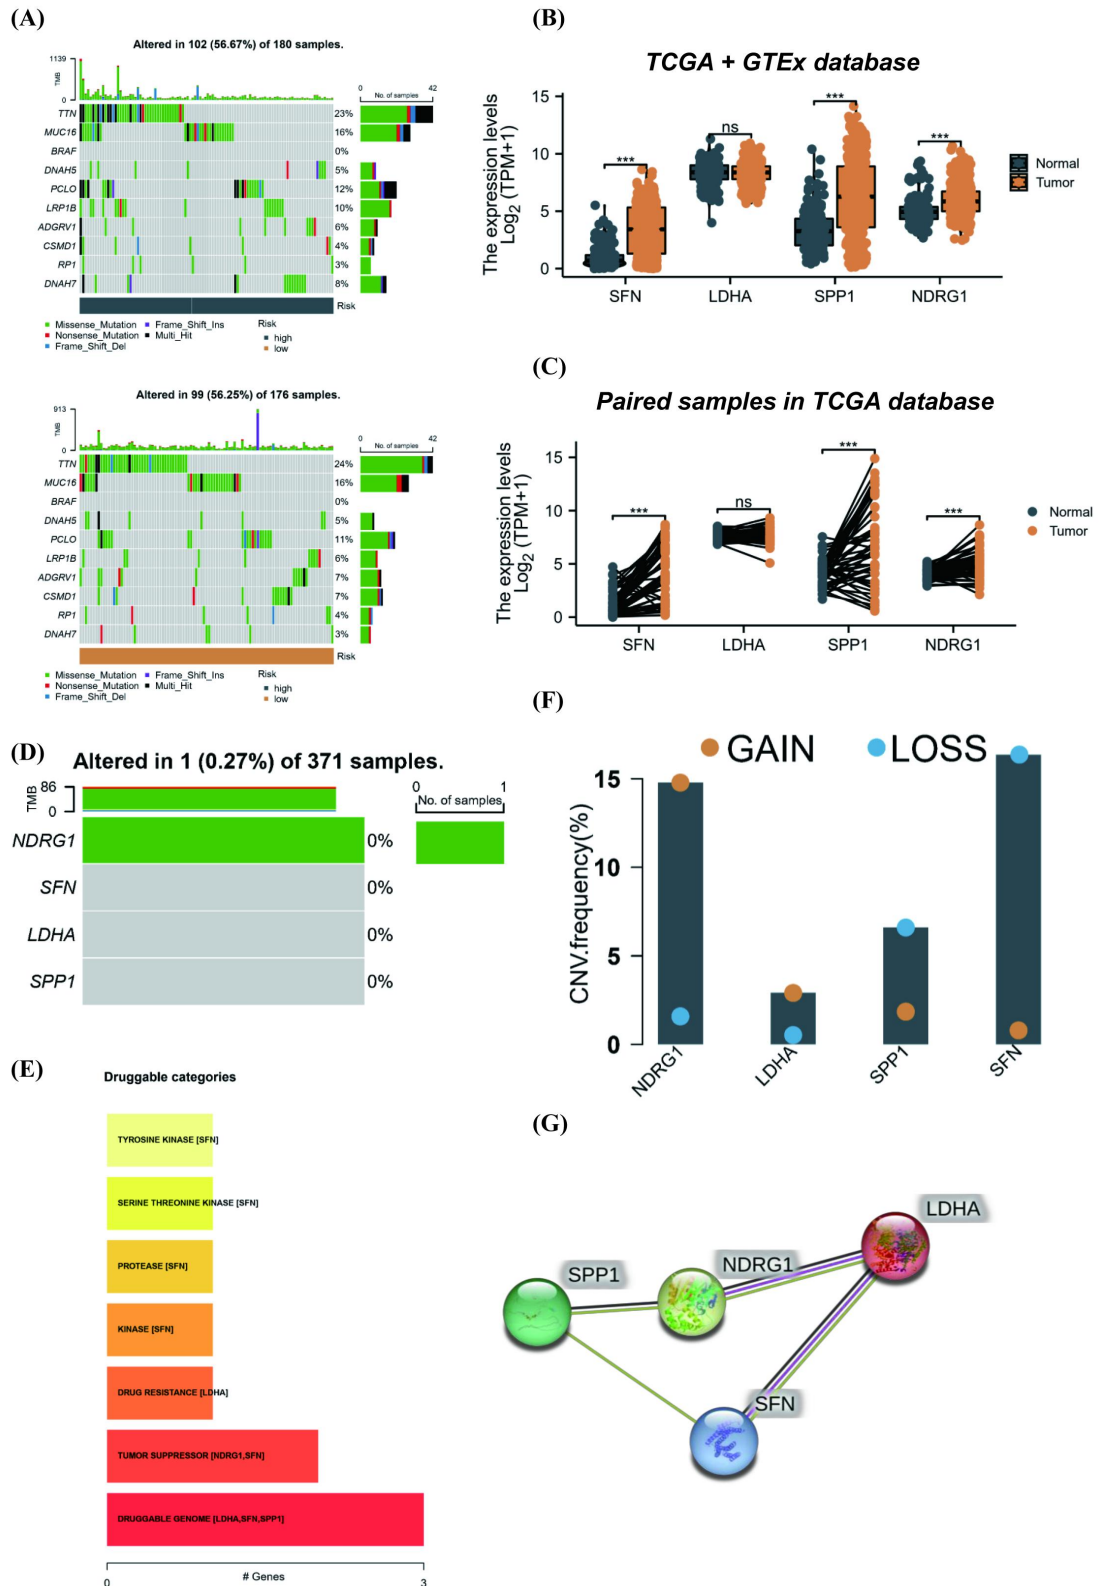 (A)
Altered in 102 (56.67%) of 180 samples.
1139
TMB
0
No. of samples
0 42
TTN 23%
MUC16 16%
BRAF 0%
DNAH5 5%
PCLO 12%
LRP1B 10%
ADGRV1 6%
CSMD1 4%
RP1 3%
DNAH7 8%
Risk
Missense_Mutation Frame_Shift_Ins
Nonsense_Mutation Multi_Hit
Frame_Shift_Del
Risk
high
low
Altered in 99 (56.25%) of 176 samples.
913
TMB
0
No. of samples
0 42
TTN 24%
MUC16 16%
BRAF 0%
DNAH5 5%
PCLO 11%
LRP1B 6%
ADGRV1 7%
CSMD1 7%
RP1 4%
DNAH7 3%
Risk
Missense_Mutation Frame_Shift_Ins
Nonsense_Mutation Multi_Hit
Frame_Shift_Del
Risk
high
low
(B)
TCGA + GTEx database
The expression levels
Log2 (TPM+1)
15
10
5
0
***
ns
***
***
SFN LDHA SPP1 NDRG1
Normal
Tumor
(C)
Paired samples in TCGA database
The expression levels
Log2 (TPM+1)
15
10
5
0
***
ns
***
***
SFN LDHA SPP1 NDRG1
Normal
Tumor
(D)
Altered in 1 (0.27%) of 371 samples.
86
TMB
0
0 1
No. of samples
NDRG1 0%
SFN 0%
LDHA 0%
SPP1 0%
(F)
GAIN LOSS
CNV.frequency(%)
15
10
5
0
NDRG1 LDHA SPP1 SFN
(E)
Druggable categories
TYROSINE KINASE [SFN]
SERINE THREONINE KINASE [SFN]
PROTEASE [SFN]
KINASE [SFN]
DRUG RESISTANCE [LDHA]
TUMOR SUPPRESSOR [NDRG1,SFN]
DRUGGABLE GENOME [LDHA,SFN,SPP1]
# Genes
0 3
(G)
LDHA
NDRG1
SPP1
SFN